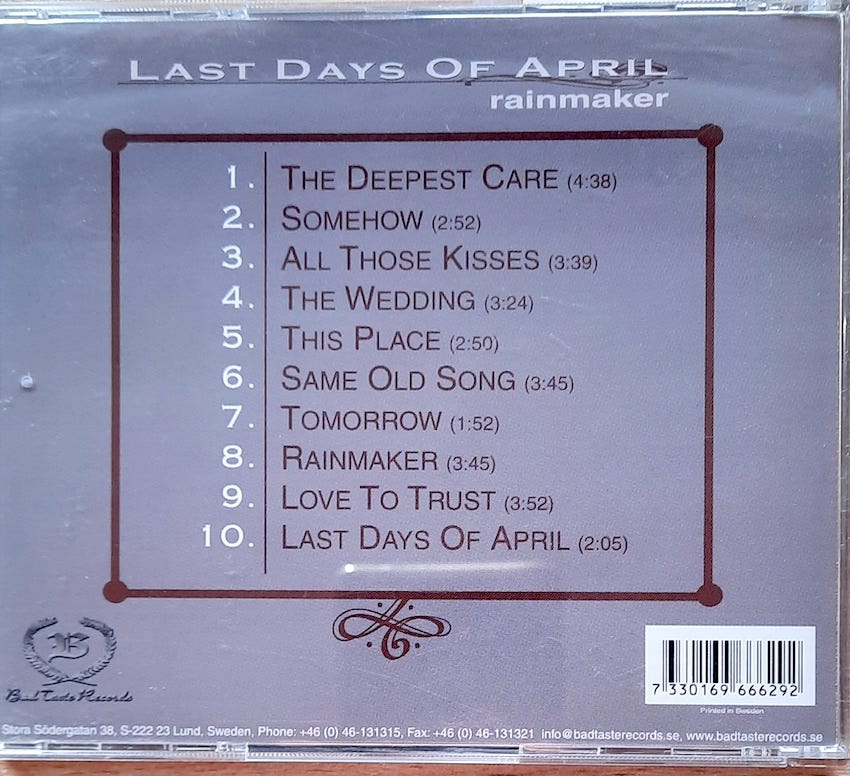 LAST DAYS OF APRIL
rainmaker
1. THE DEEPEST CARE (4:38)
2. SOMEHOW (2:52)
3. ALL THOSE KISSES (3:39)
4. THE WEDDING (3:24)
5. THIS PLACE (2:50)
6. SAME OLD SONG (3:45)
7. TOMORROW (1:52)
8. RAINMAKER (3:45)
9. LOVE TO TRUST (3:52)
10. LAST DAYS OF APRIL (2:05)
B
Bad Taste Records
7 330169 666292
Printed in Sweden
Stora Södergatan 38, S-222 23 Lund, Sweden, Phone: +46 (0) 46-131315, Fax: +46 (0) 46-131321 info@badtasterecords.se, www.badtasterecords.se